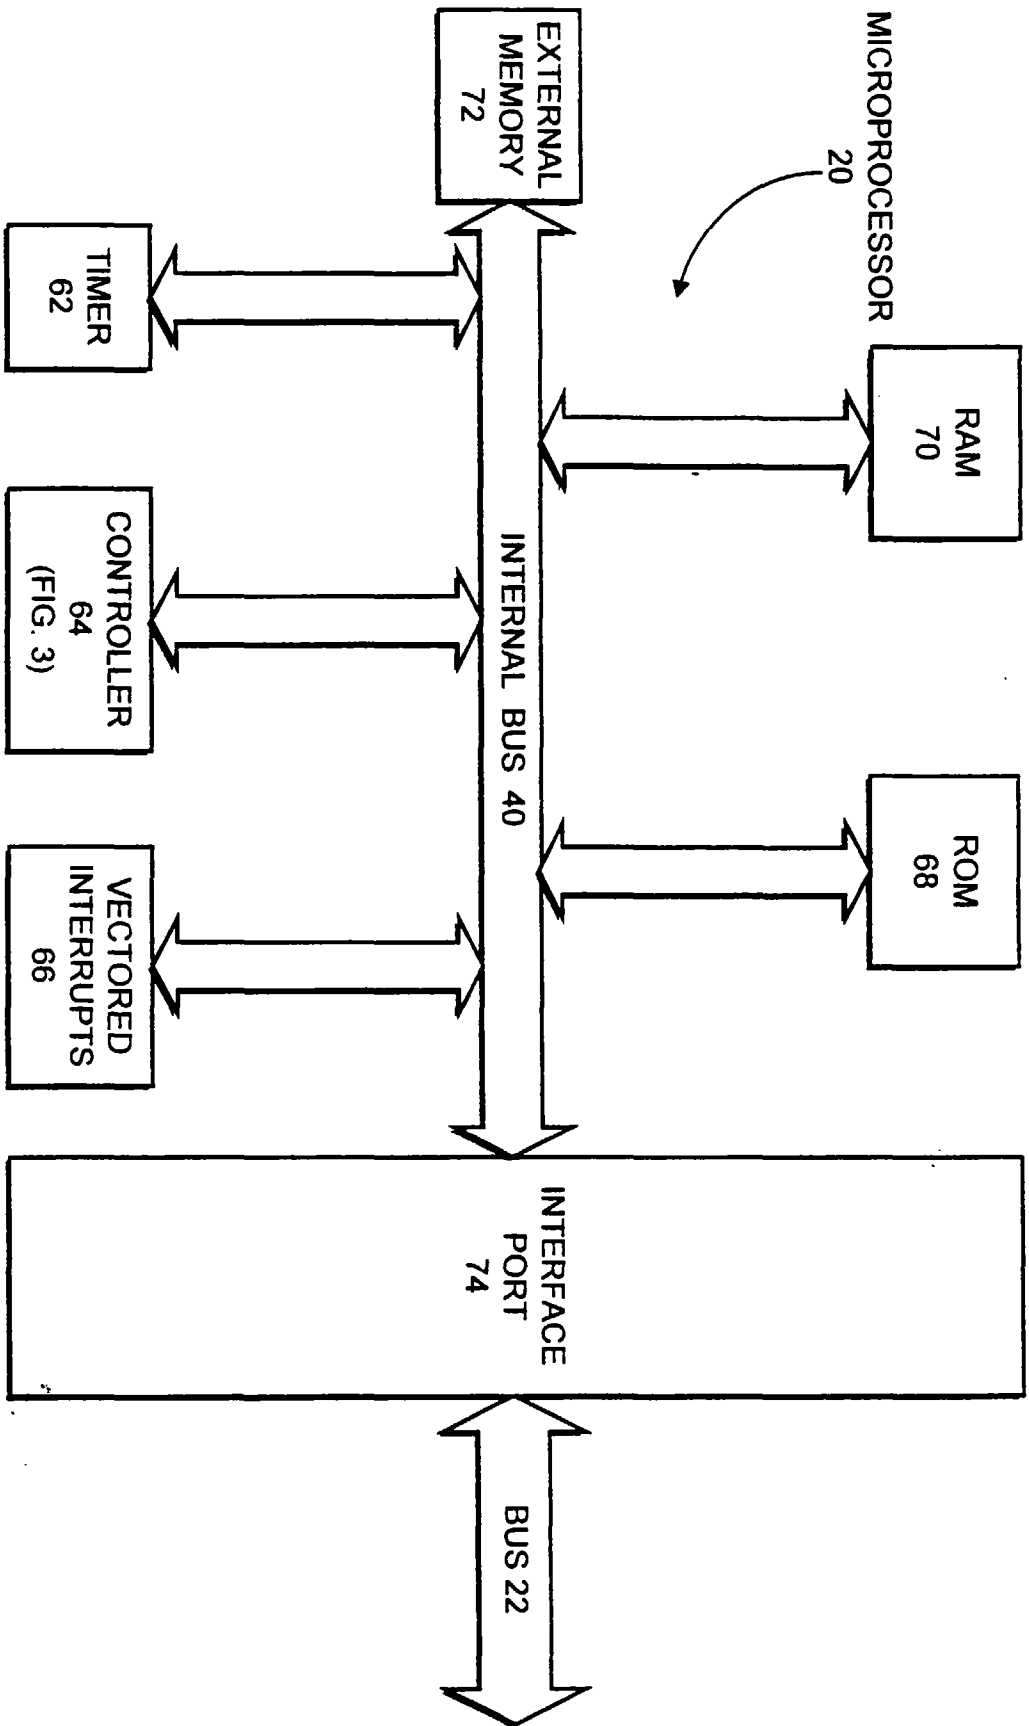 MICROPROCESSOR
20
RAM
70
ROM
68
EXTERNAL
MEMORY
72
INTERNAL BUS 40
INTERFACE
PORT
74
BUS 22
TIMER
62
CONTROLLER
64
(FIG. 3)
VECTORED
INTERRUPTS
66